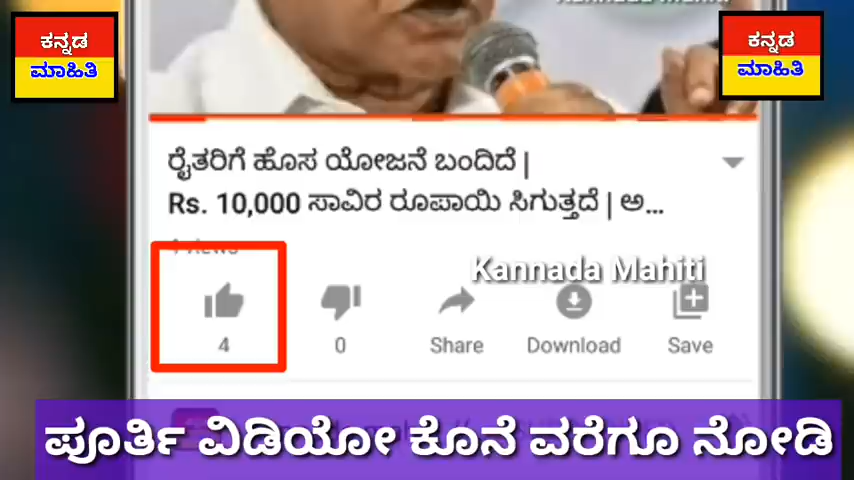 ಕನ್ನಡ
ಮಾಹಿತಿ
ಕನ್ನಡ
ಮಾಹಿತಿ
ರೈತರಿಗೆ ಹೊಸ ಯೋಜನೆ ಬಂದಿದೆ |
Rs. 10,000 ಸಾವಿರ ರೂಪಾಯಿ ಸಿಗುತ್ತದೆ | ಅ...
Kannada Mahiti
4
0
Share
Download
Save
ಪೂರ್ತಿ ವಿಡಿಯೋ ಕೊನೆ ವರೆಗೂ ನೋಡಿ